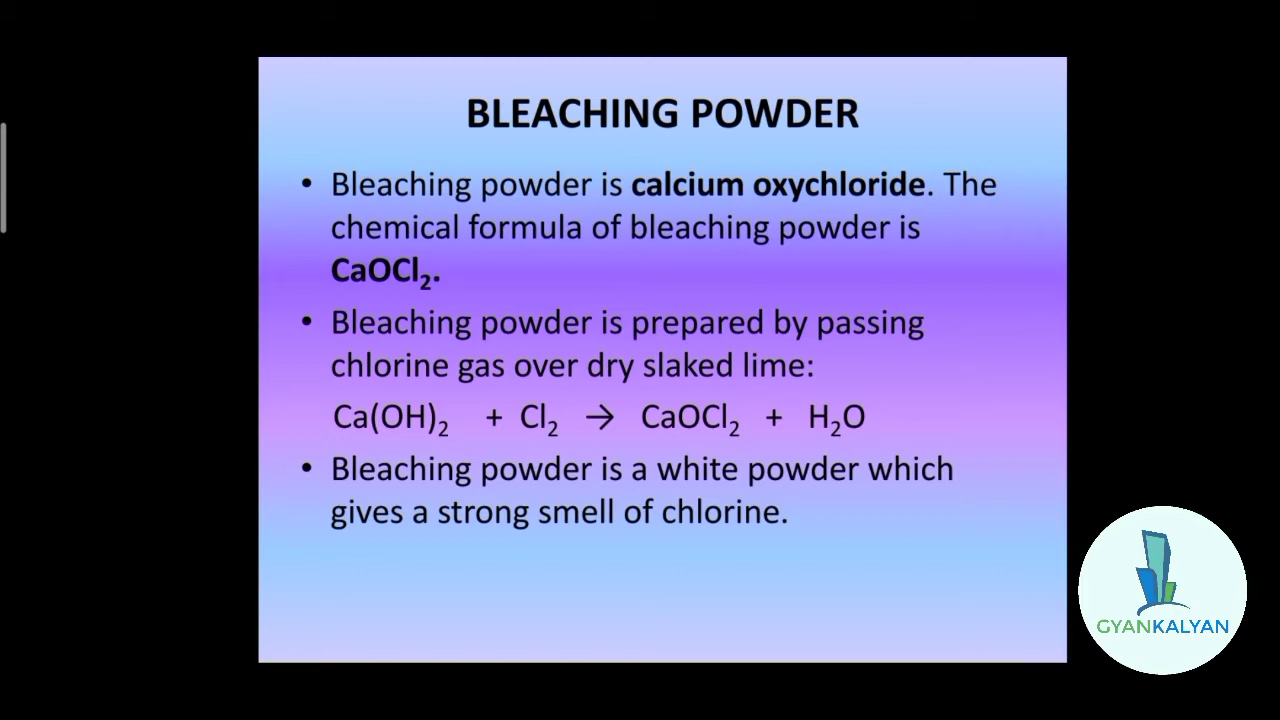 BLEACHING POWDER
• Bleaching powder is calcium oxychloride. The
chemical formula of bleaching powder is
CaOCl₂.
• Bleaching powder is prepared by passing
chlorine gas over dry slaked lime:
Ca(OH)₂ + Cl₂ → CaOCl₂ + H₂O
• Bleaching powder is a white powder which
gives a strong smell of chlorine.
GYANKALYAN